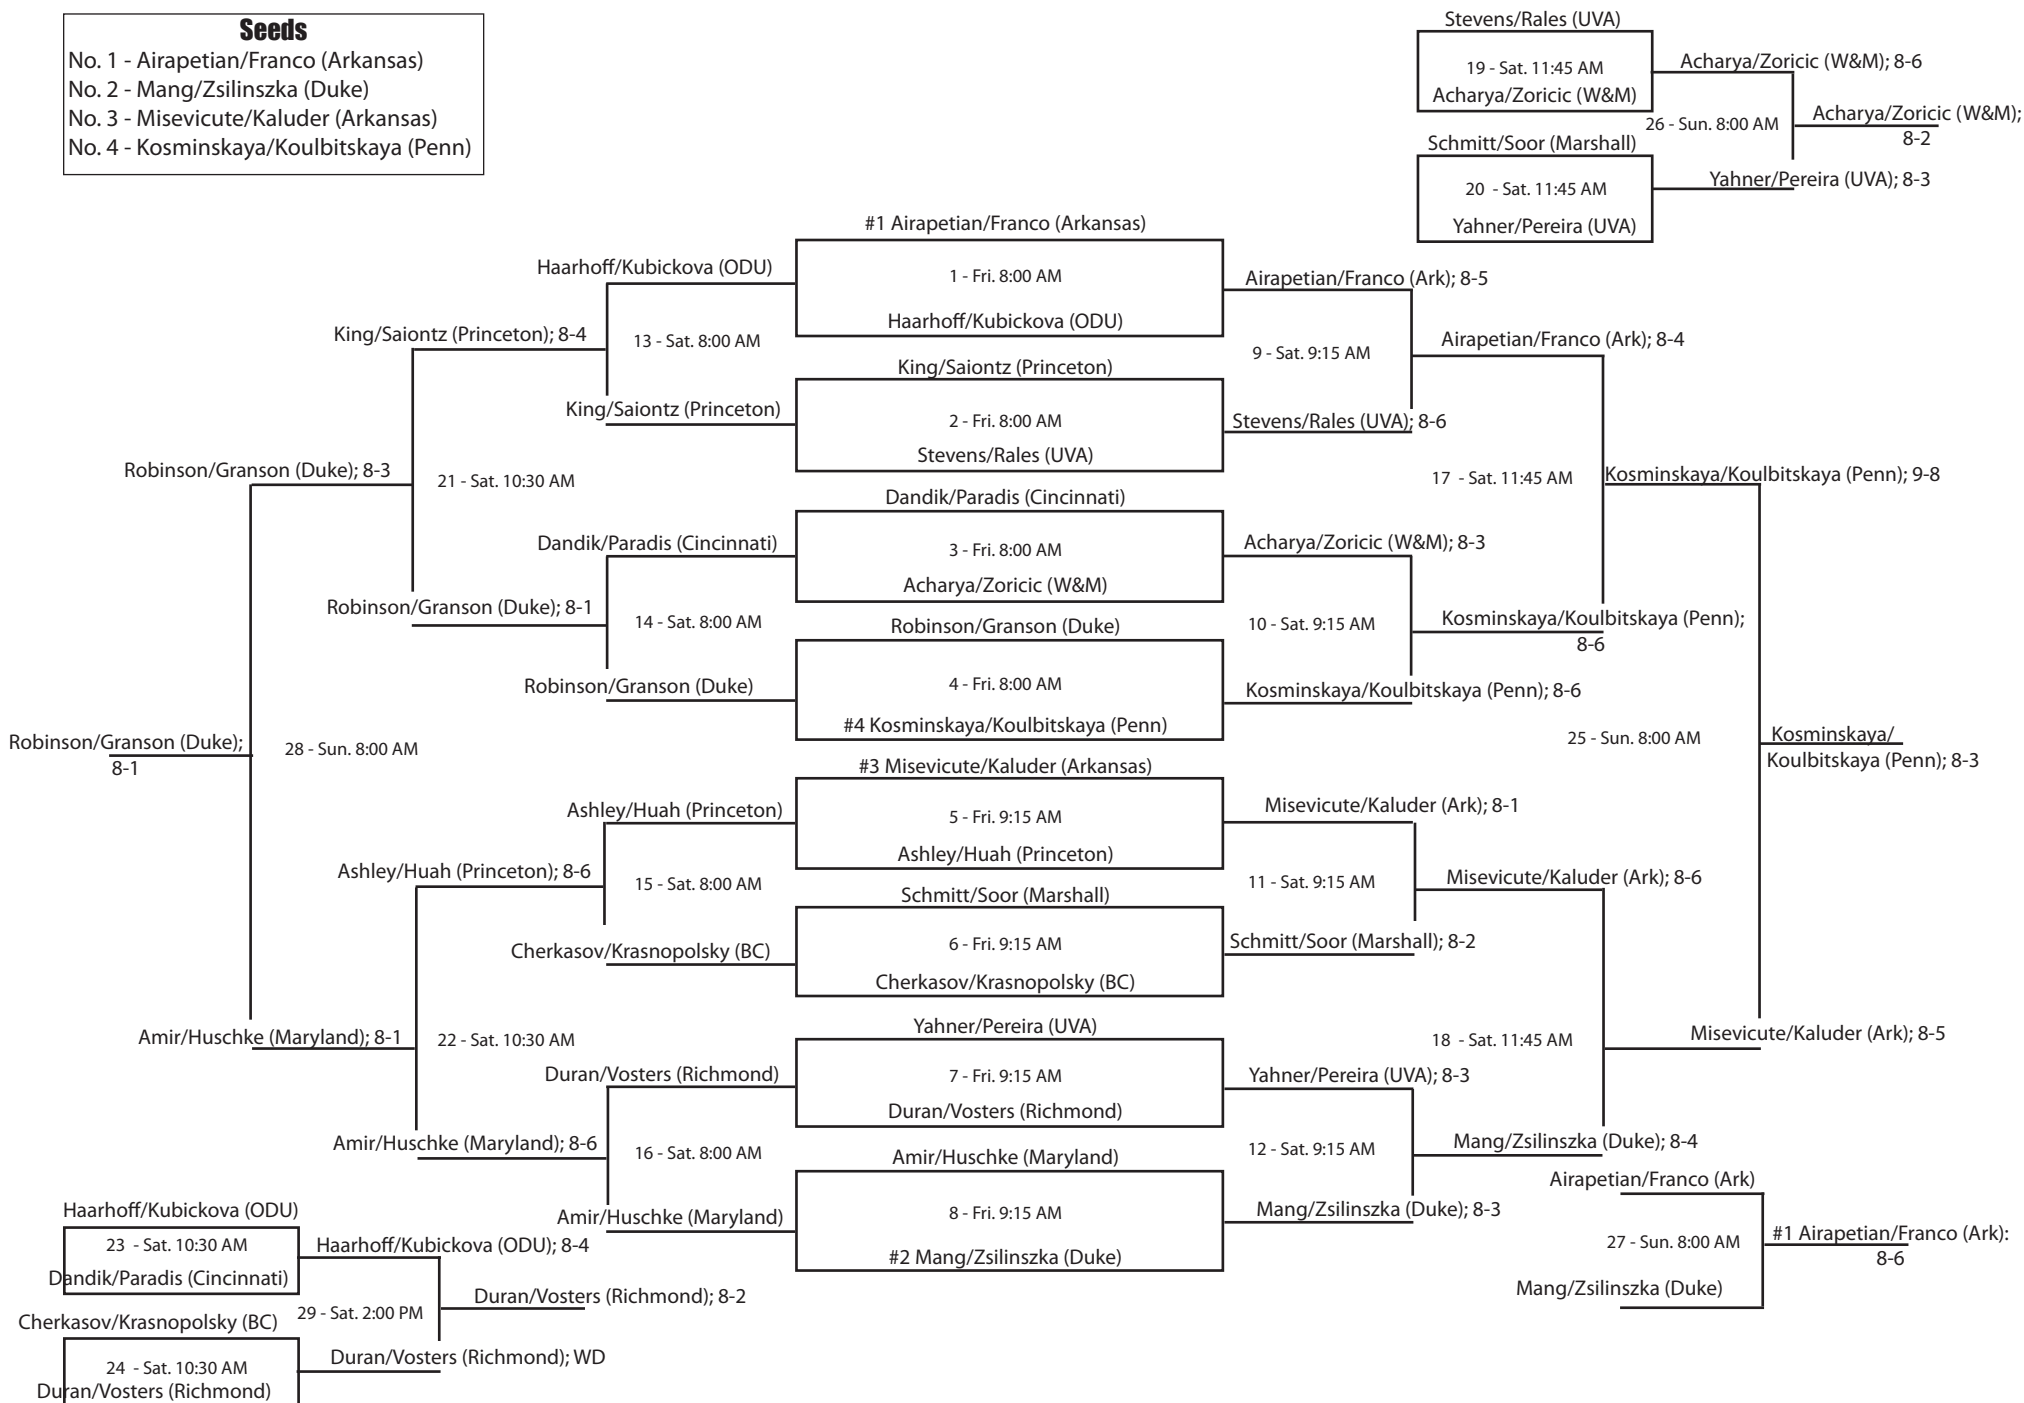 Seeds
No. 1 - Airapetian/Franco (Arkansas)
No. 2 - Mang/Zsilinszka (Duke)
No. 3 - Misevicute/Kaluder (Arkansas)
No. 4 - Kosminskaya/Koulbitskaya (Penn)
Stevens/Rales (UVA)
19 - Sat. 11:45 AM
Acharya/Zoricic (W&M)
Acharya/Zoricic (W&M); 8-6
26 - Sun. 8:00 AM
Acharya/Zoricic (W&M);
8-2
Schmitt/Soor (Marshall)
20 - Sat. 11:45 AM
Yahner/Pereira (UVA)
Yahner/Pereira (UVA); 8-3
#1 Airapetian/Franco (Arkansas)
1 - Fri. 8:00 AM
Haarhoff/Kubickova (ODU)
King/Saiontz (Princeton)
2 - Fri. 8:00 AM
Stevens/Rales (UVA)
Dandik/Paradis (Cincinnati)
3 - Fri. 8:00 AM
Acharya/Zoricic (W&M)
Robinson/Granson (Duke)
4 - Fri. 8:00 AM
#4 Kosminskaya/Koulbitskaya (Penn)
#3 Misevicute/Kaluder (Arkansas)
5 - Fri. 9:15 AM
Ashley/Huah (Princeton)
Schmitt/Soor (Marshall)
6 - Fri. 9:15 AM
Cherkasov/Krasnopolsky (BC)
Yahner/Pereira (UVA)
7 - Fri. 9:15 AM
Duran/Vosters (Richmond)
Amir/Huschke (Maryland)
8 - Fri. 9:15 AM
#2 Mang/Zsilinszka (Duke)
Airapetian/Franco (Ark); 8-5
9 - Sat. 9:15 AM
Stevens/Rales (UVA); 8-6
Acharya/Zoricic (W&M); 8-3
10 - Sat. 9:15 AM
Kosminskaya/Koulbitskaya (Penn); 8-6
Misevicute/Kaluder (Ark); 8-1
11 - Sat. 9:15 AM
Schmitt/Soor (Marshall); 8-2
Yahner/Pereira (UVA); 8-3
12 - Sat. 9:15 AM
Mang/Zsilinszka (Duke); 8-3
Airapetian/Franco (Ark); 8-4
17 - Sat. 11:45 AM
Kosminskaya/Koulbitskaya (Penn);
8-6
Misevicute/Kaluder (Ark); 8-6
18 - Sat. 11:45 AM
Mang/Zsilinszka (Duke); 8-4
Kosminskaya/Koulbitskaya (Penn); 9-8
25 - Sun. 8:00 AM
Misevicute/Kaluder (Ark); 8-5
Kosminskaya/
Koulbitskaya (Penn); 8-3
Airapetian/Franco (Ark)
27 - Sun. 8:00 AM
Mang/Zsilinszka (Duke)
#1 Airapetian/Franco (Ark):
8-6
Haarhoff/Kubickova (ODU)
13 - Sat. 8:00 AM
King/Saiontz (Princeton)
Dandik/Paradis (Cincinnati)
14 - Sat. 8:00 AM
Robinson/Granson (Duke)
Ashley/Huah (Princeton)
15 - Sat. 8:00 AM
Cherkasov/Krasnopolsky (BC)
Duran/Vosters (Richmond)
16 - Sat. 8:00 AM
Amir/Huschke (Maryland)
King/Saiontz (Princeton); 8-4
21 - Sat. 10:30 AM
Robinson/Granson (Duke); 8-1
Ashley/Huah (Princeton); 8-6
22 - Sat. 10:30 AM
Amir/Huschke (Maryland); 8-6
Robinson/Granson (Duke); 8-3
28 - Sun. 8:00 AM
Amir/Huschke (Maryland); 8-1
Robinson/Granson (Duke);
8-1
Haarhoff/Kubickova (ODU)
23 - Sat. 10:30 AM
Dandik/Paradis (Cincinnati)
Haarhoff/Kubickova (ODU); 8-4
29 - Sat. 2:00 PM
Duran/Vosters (Richmond); 8-2
Cherkasov/Krasnopolsky (BC)
24 - Sat. 10:30 AM
Duran/Vosters (Richmond)
Duran/Vosters (Richmond); WD